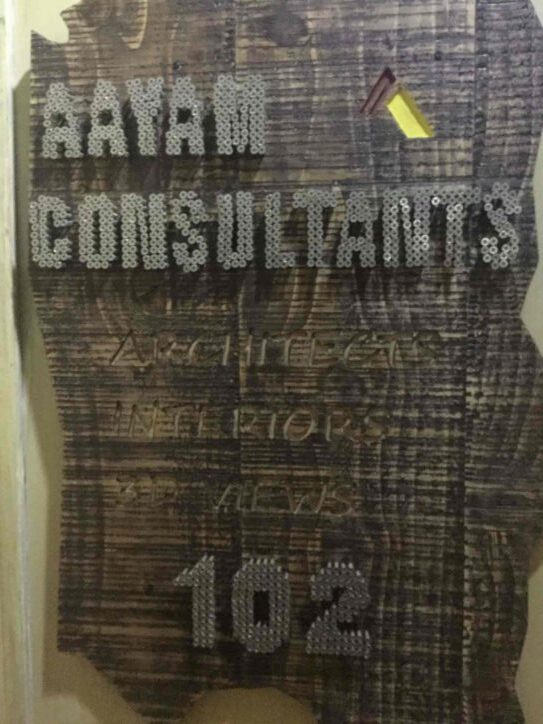 AAYAM
CONSULTANTS
ARCHITECTS
INTERIORS
3D VIEWS
102